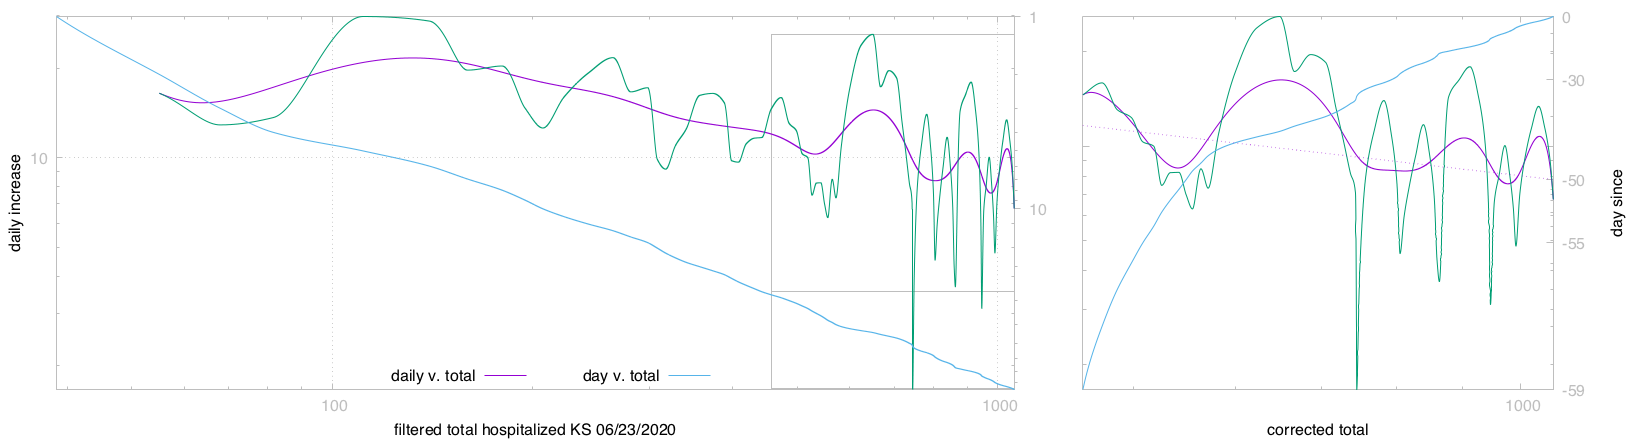 1
0
-30
10
10
-50
-55
daily increase
day since
daily v. total
day v. total
-59
100
1000
1000
filtered total hospitalized KS 06/23/2020
corrected total